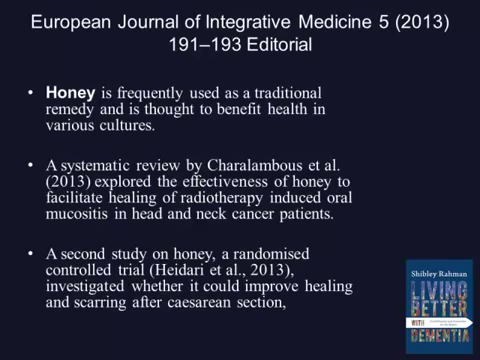 European Journal of Integrative Medicine 5 (2013)
191–193 Editorial
• Honey is frequently used as a traditional
remedy and is thought to benefit health in
various cultures.
• A systematic review by Charalambous et al.
(2013) explored the effectiveness of honey to
facilitate healing of radiotherapy induced oral
mucositis in head and neck cancer patients.
• A second study on honey, a randomised
controlled trial (Heidari et al., 2013),
investigated whether it could improve healing
and scarring after caesarean section,
Shibley Rahman
LIVING
BETTER
WITH
DEMENTIA